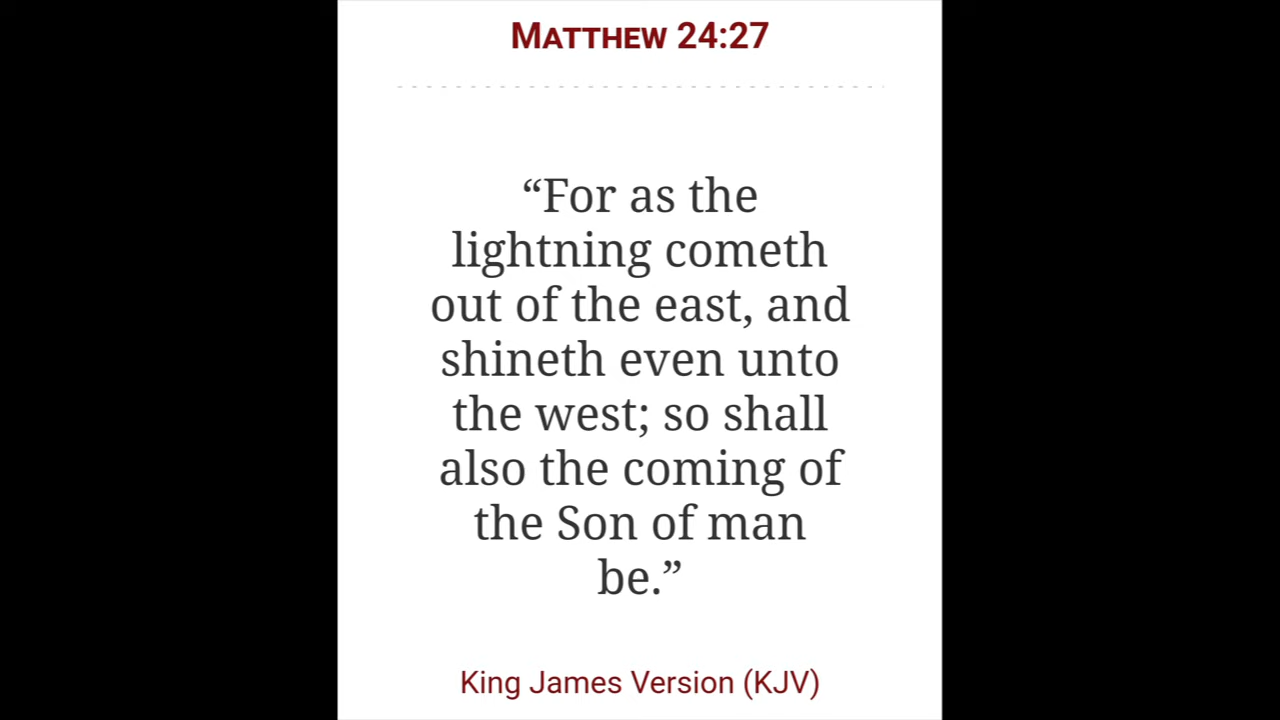 MATTHEW 24:27
“For as the
lightning cometh
out of the east, and
shineth even unto
the west; so shall
also the coming of
the Son of man
be.”
King James Version (KJV)